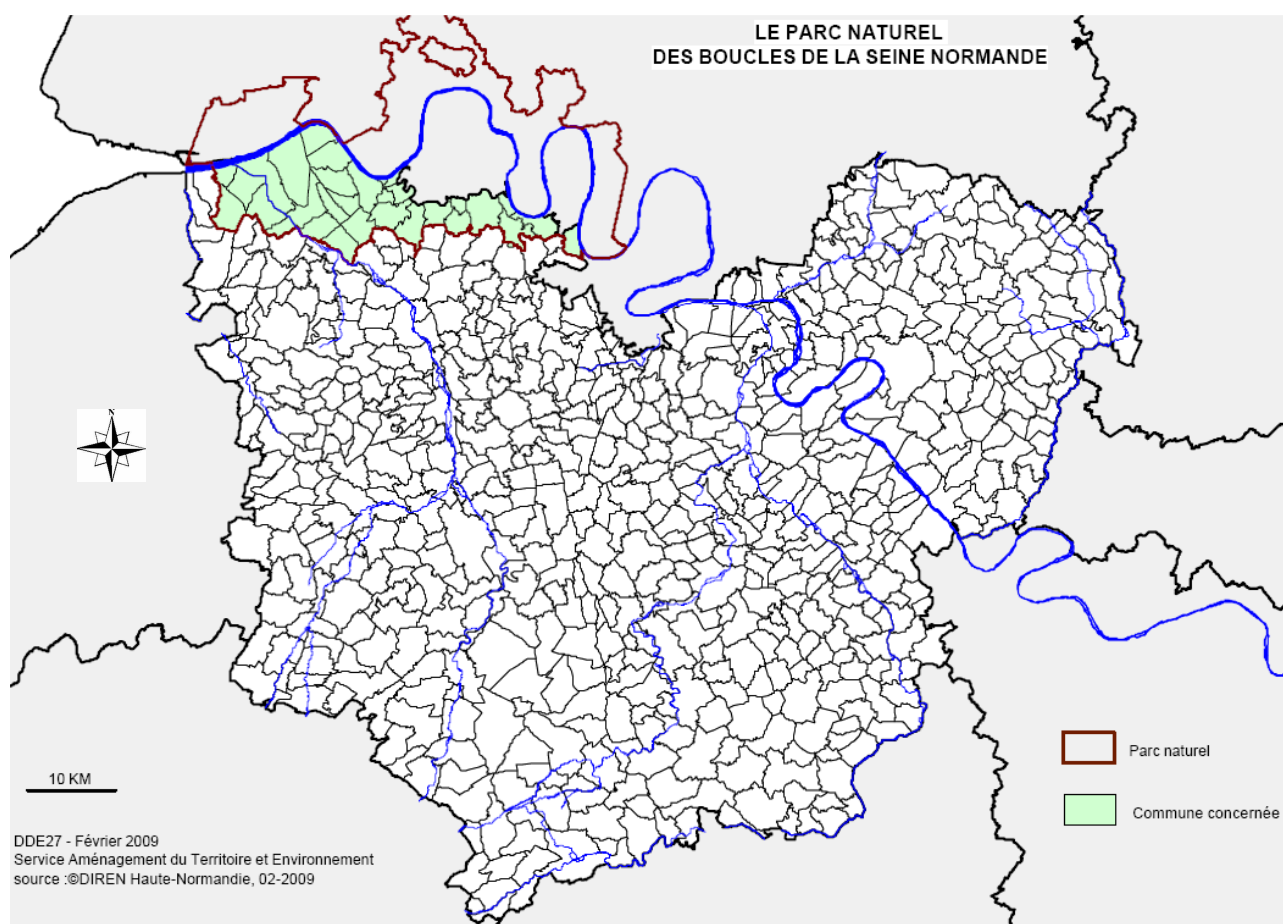 LE PARC NATUREL
DES BOUCLES DE LA SEINE NORMANDE
N
Parc naturel
10 KM
Commune concernée
DDE27 - Février 2009
Service Aménagement du Territoire et Environnement
source :©DIREN Haute-Normandie, 02-2009